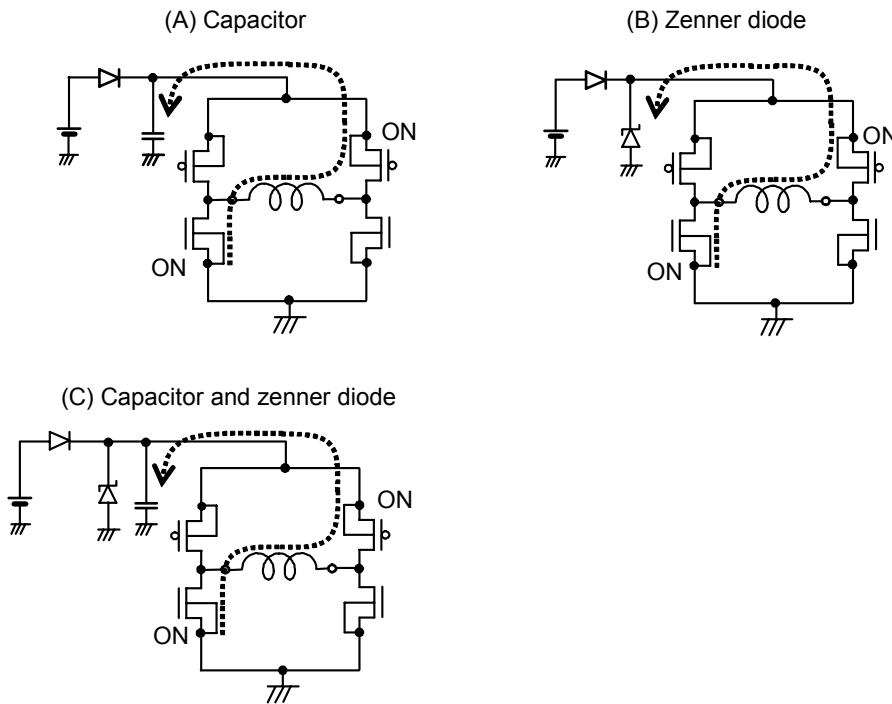 (A) Capacitor
(B) Zenner diode
ON
ON
ON
ON
(C) Capacitor and zenner diode
ON
ON